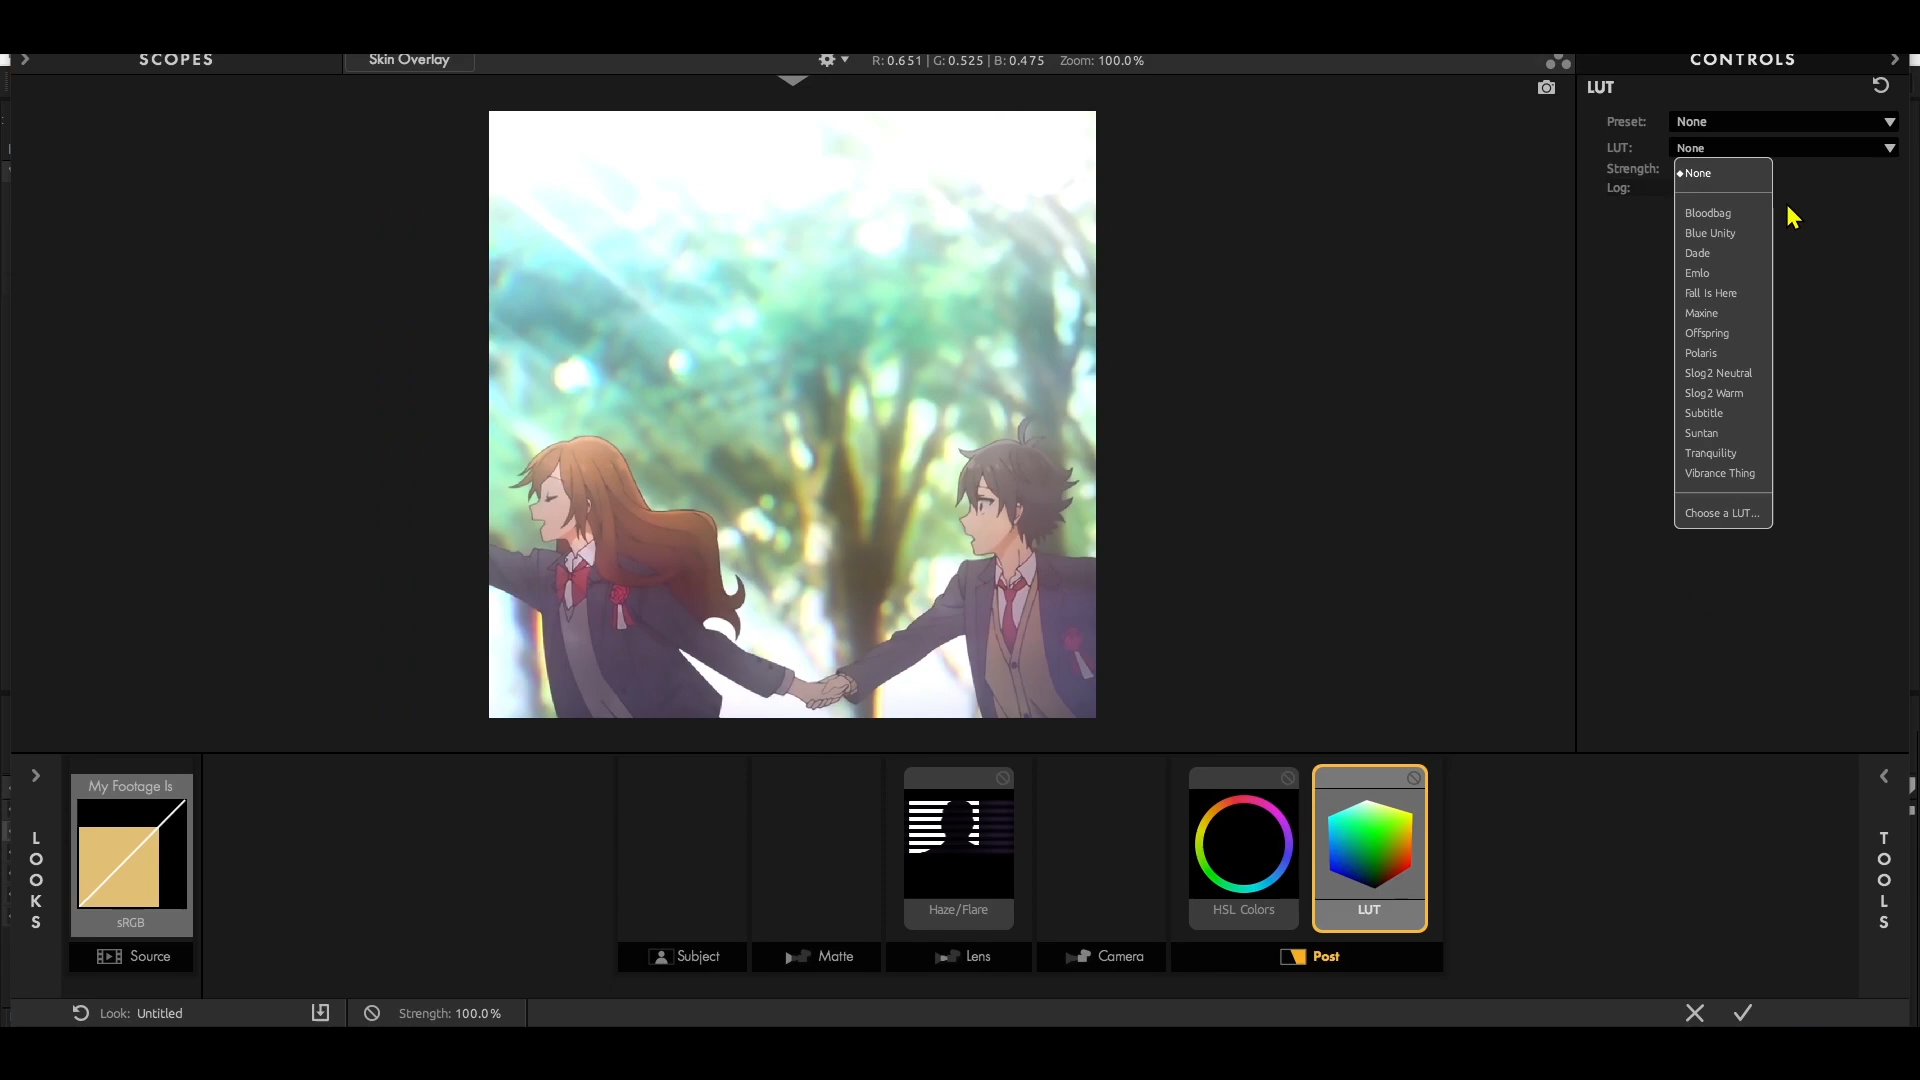 SCOPES
Skin Overlay
R: 0.651 | G: 0.525 | B: 0.475
Zoom: 100.0%
CONTROLS
LUT
Preset: None
LUT: None
Strength:
Log:
None
Bloodbag
Blue Unity
Dade
Emlo
Fall Is Here
Maxine
Offspring
Polaris
Slog2 Neutral
Slog2 Warm
Subtitle
Suntan
Tranquility
Vibrance Thing
Choose a LUT...
LOOKS
My Footage Is
sRGB
Source
Haze/Flare
HSL Colors
LUT
Subject
Matte
Lens
Camera
Post
TOOLS
Look: Untitled
Strength: 100.0%